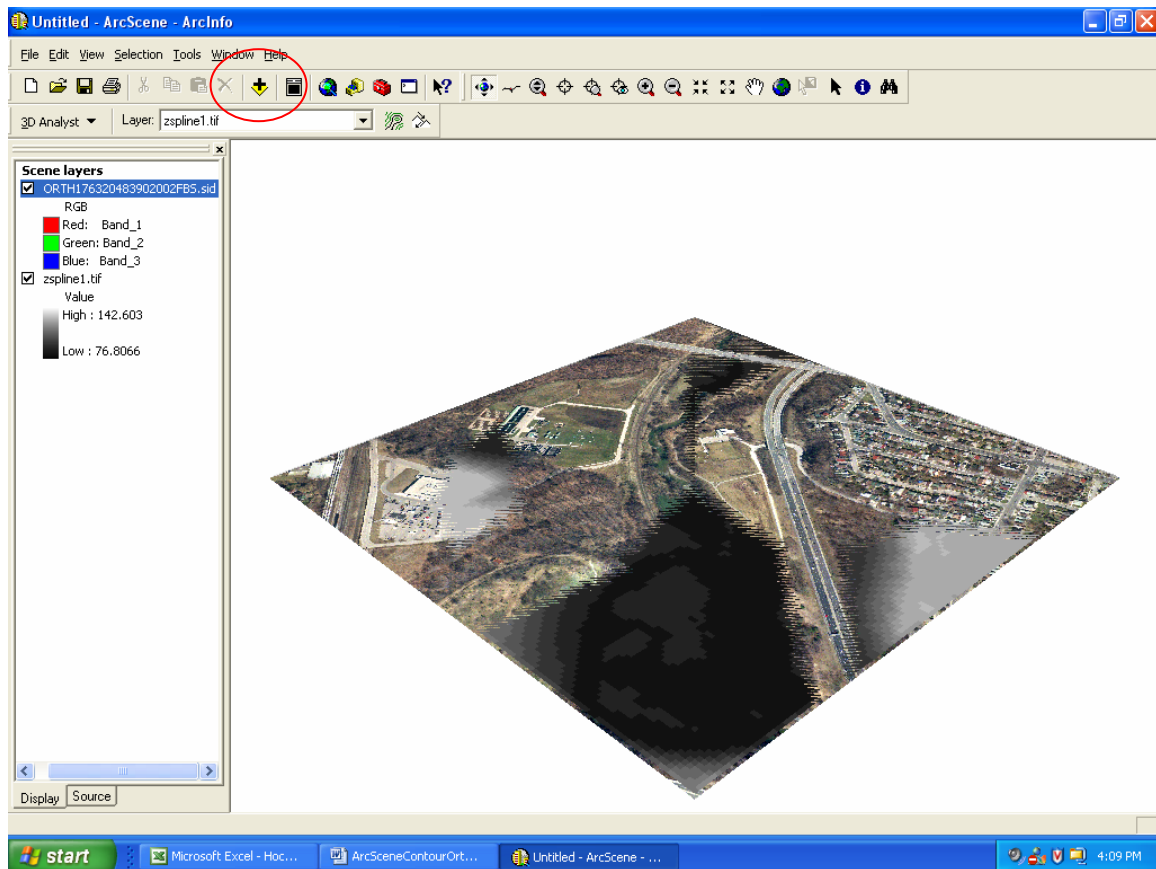 Untitled - ArcScene - ArcInfo
File Edit View Selection Tools Window Help
3D Analyst Layer: zspline1.tif
Scene layers
ORTH176320483902002FBS.sid
RGB
Red: Band_1
Green: Band_2
Blue: Band_3
zspline1.tif
Value
High : 142.603
Low : 76.8066
Display Source
start Microsoft Excel - Hoc... ArcSceneContourOrt... Untitled - ArcScene - ... 4:09 PM